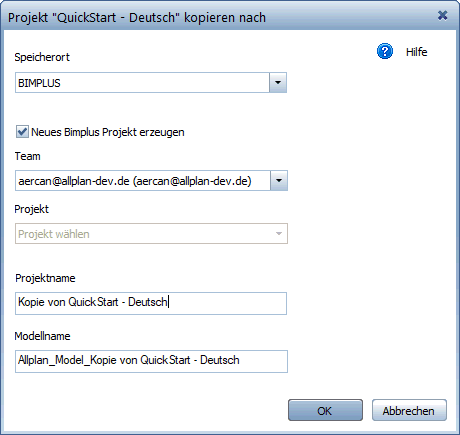 Projekt "QuickStart - Deutsch" kopieren nach
Speicherort
Hilfe
BIMPLUS
Neues Bimplus Projekt erzeugen
Team
aercan@allplan-dev.de (aercan@allplan-dev.de)
Projekt
Projekt wählen
Projektname
Kopie von QuickStart - Deutsch
Modellname
Allplan_Model_Kopie von QuickStart - Deutsch
OK
Abbrechen